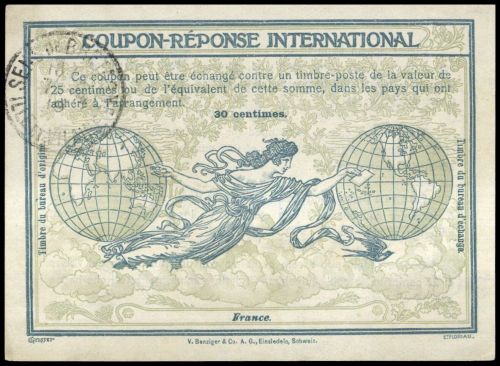 COUPON-RÉPONSE INTERNATIONAL
Ce coupon peut être échangé contre un timbre-poste de la valeur de
25 centimes ou de l'équivalent de cette somme, dans les pays qui ont
adhéré à l'arrangement.
30 centimes.
Timbre du bureau d'origine
Timbre du bureau d'échange
France.
V. Benziger & Co. A. G., Einsiedeln, Schweiz.